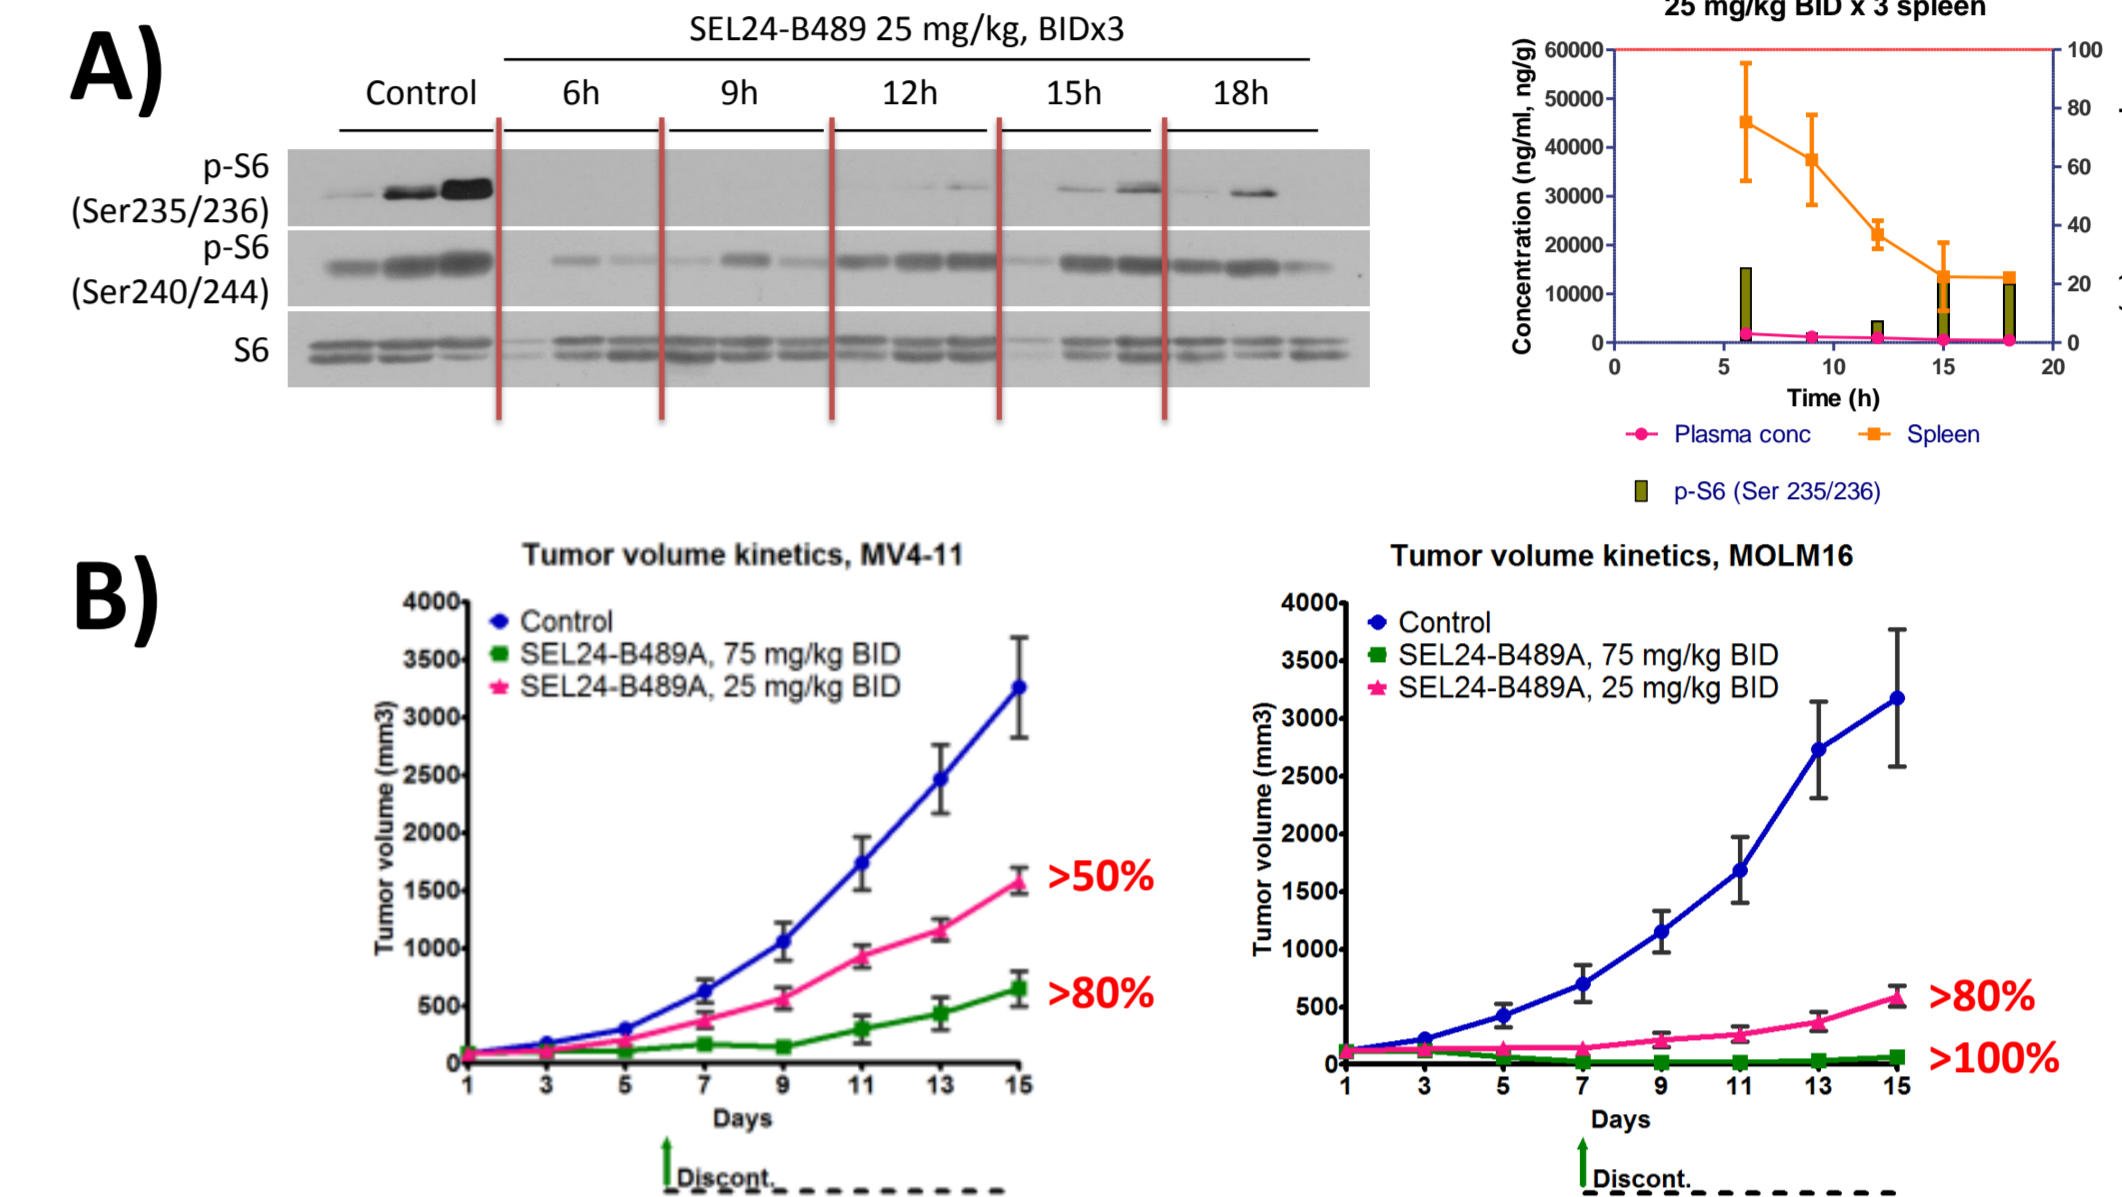 A)
SEL24-B489 25 mg/kg, BIDx3
Control 6h 9h 12h 15h 18h
p-S6
(Ser235/236)
p-S6
(Ser240/244)
S6
25 mg/kg BID x 3 spleen
Concentration (ng/ml, ng/g)
60000
50000
40000
30000
20000
10000
0
100
80
60
40
20
0
0 5 10 15 20
Time (h)
Plasma conc Spleen
p-S6 (Ser 235/236)
B)
Tumor volume kinetics, MV4-11
Control
SEL24-B489A, 75 mg/kg BID
SEL24-B489A, 25 mg/kg BID
Tumor volume (mm3)
4000
3500
3000
2500
2000
1500
1000
500
0
>50%
>80%
1 3 5 7 9 11 13 15
Days
Discont.
Tumor volume kinetics, MOLM16
Control
SEL24-B489A, 75 mg/kg BID
SEL24-B489A, 25 mg/kg BID
Tumor volume (mm3)
4000
3500
3000
2500
2000
1500
1000
500
0
>80%
>100%
1 3 5 7 9 11 13 15
Days
Discont.